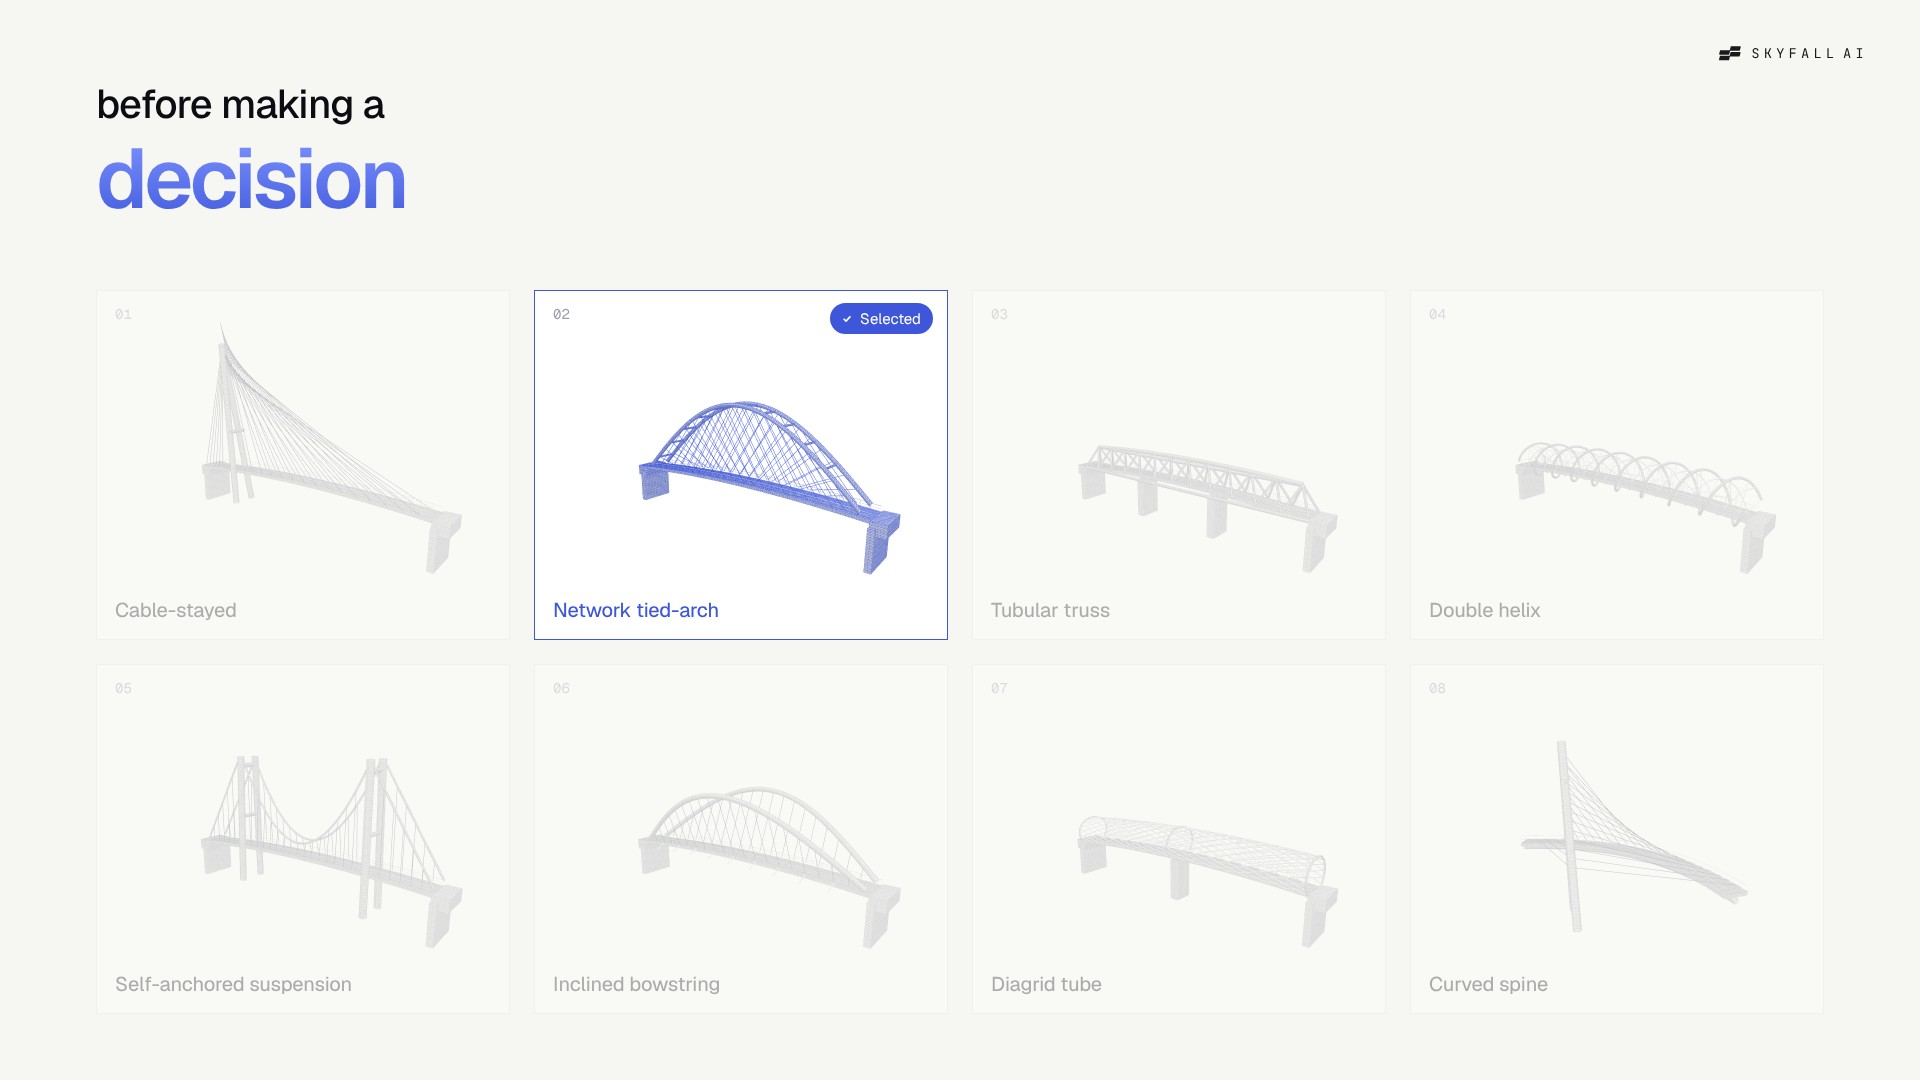 SKYFALL AI
before making a
decision
01
Cable-stayed
02
Selected
Network tied-arch
03
Tubular truss
04
Double helix
05
Self-anchored suspension
06
Inclined bowstring
07
Diagrid tube
08
Curved spine